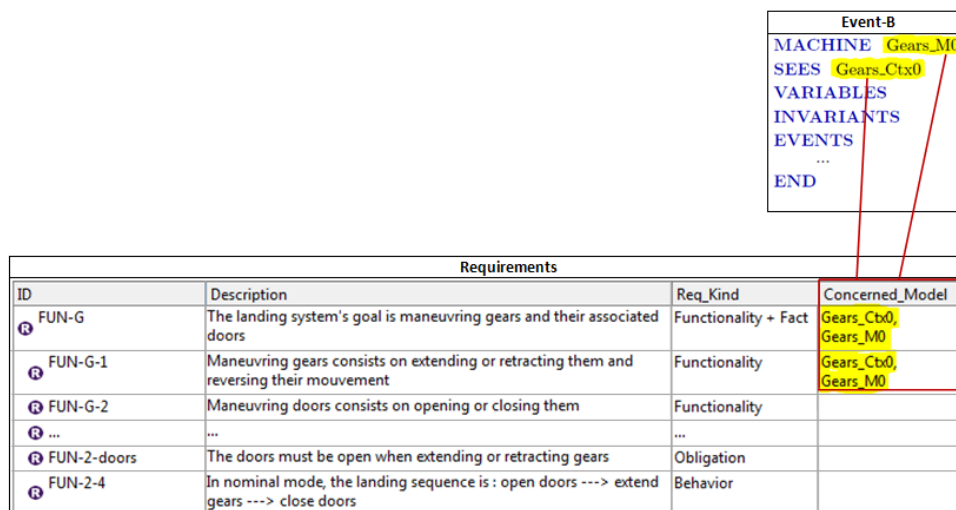 Event-B
MACHINE Gears_M0
SEES Gears_Ctx0
VARIABLES
INVARIANTS
EVENTS
...
END
Requirements
ID Description Req_Kind Concerned_Model
R FUN-G The landing system's goal is maneuvring gears and their associated doors Functionality + Fact Gears_Ctx0, Gears_M0
R FUN-G-1 Maneuvring gears consists on extending or retracting them and reversing their mouvement Functionality Gears_Ctx0, Gears_M0
R FUN-G-2 Maneuvring doors consists on opening or closing them Functionality
R ... ... ...
R FUN-2-doors The doors must be open when extending or retracting gears Obligation
R FUN-2-4 In nominal mode, the landing sequence is : open doors ---> extend gears ---> close doors Behavior